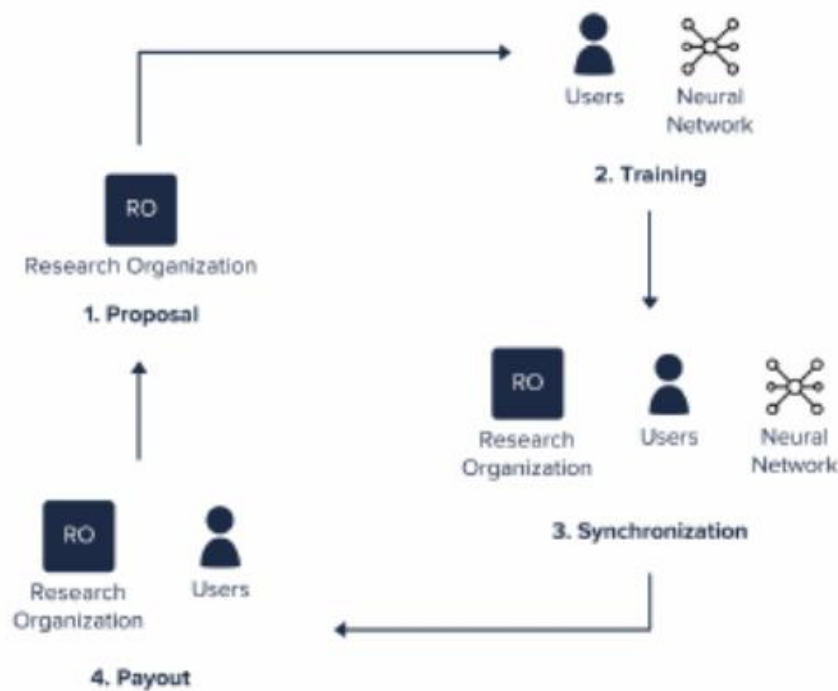 Users
Neural
Network
2. Training
RO
Research Organization
1. Proposal
RO
Research
Organization
Users
Neural
Network
3. Synchronization
RO
Research
Organization
Users
4. Payout